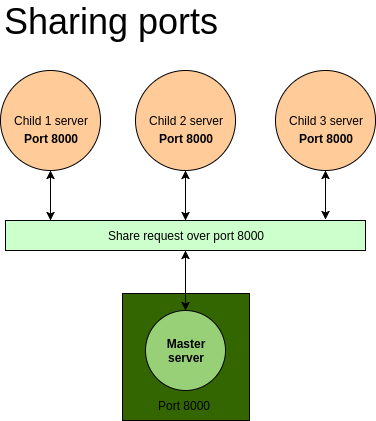 Sharing ports
Child 1 server
Port 8000
Child 2 server
Port 8000
Child 3 server
Port 8000
Share request over port 8000
Master
server
Port 8000